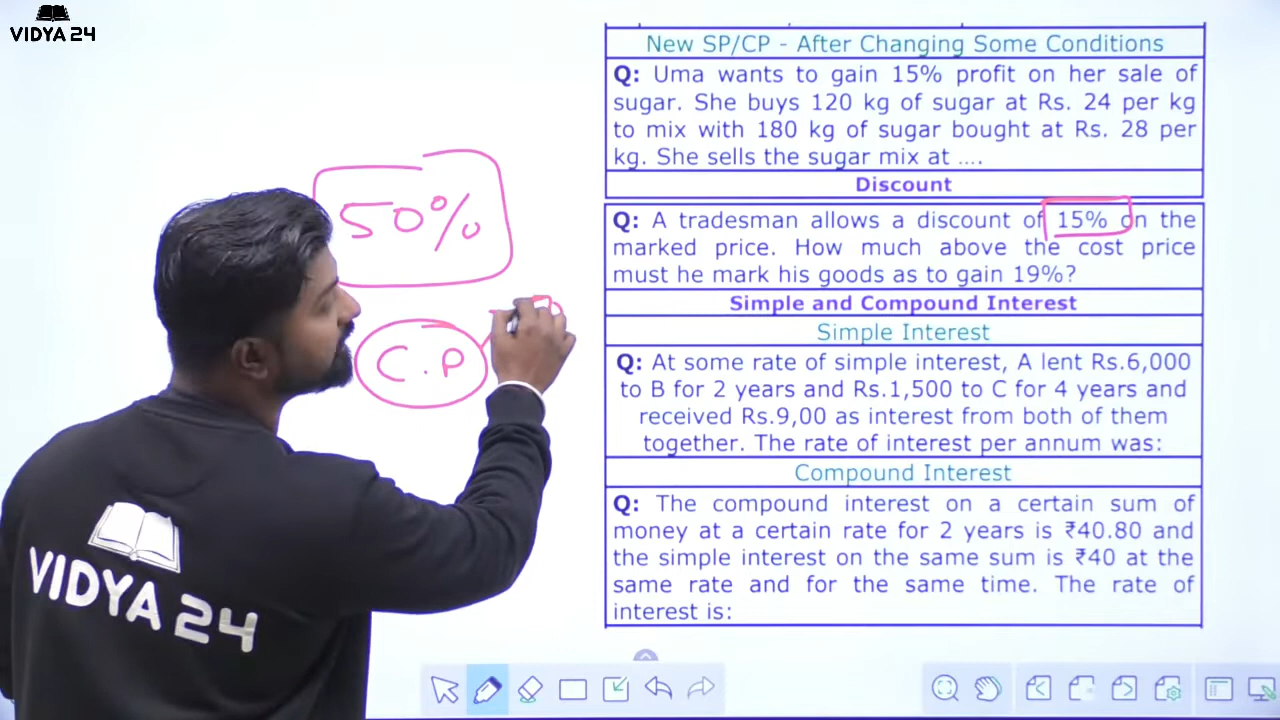 VIDYA 24
New SP/CP - After Changing Some Conditions
Q: Uma wants to gain 15% profit on her sale of
sugar. She buys 120 kg of sugar at Rs. 24 per kg
to mix with 180 kg of sugar bought at Rs. 28 per
kg. She sells the sugar mix at ....
Discount
50%
Q: A tradesman allows a discount of 15% on the
marked price. How much above the cost price
must he mark his goods as to gain 19%?
Simple and Compound Interest
Simple Interest
C.P
Q: At some rate of simple interest, A lent Rs.6,000
to B for 2 years and Rs.1,500 to C for 4 years and
received Rs.9,00 as interest from both of them
together. The rate of interest per annum was:
Compound Interest
Q: The compound interest on a certain sum of
money at a certain rate for 2 years is ₹40.80 and
the simple interest on the same sum is ₹40 at the
same rate and for the same time. The rate of
interest is:
VIDYA 24